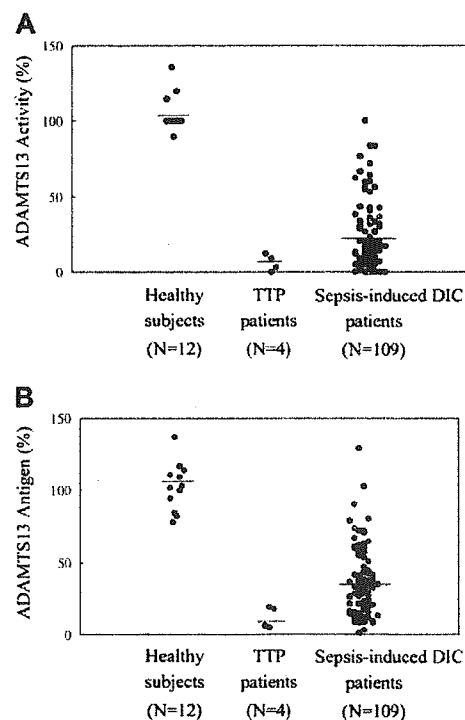 A
ADAMTS13 Activity (%)
150
100
50
0
Healthy subjects (N=12)
TTP patients (N=4)
Sepsis-induced DIC patients (N=109)
B
ADAMTS13 Antigen (%)
150
100
50
0
Healthy subjects (N=12)
TTP patients (N=4)
Sepsis-induced DIC patients (N=109)